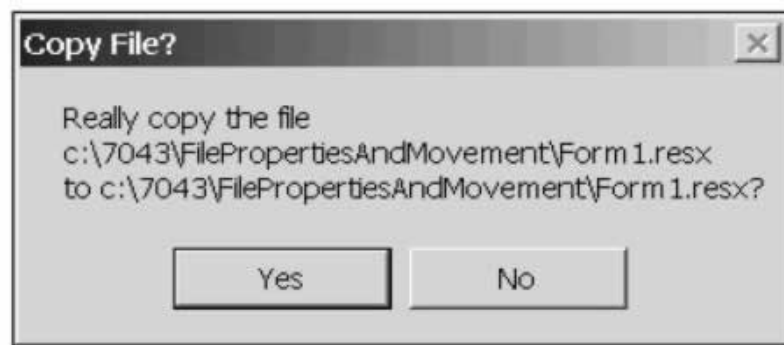 Copy File?
Really copy the file
c:\7043\FilePropertiesAndMovement\Form1.resx
to c:\7043\FilePropertiesAndMovement\Form1.resx?
Yes
No